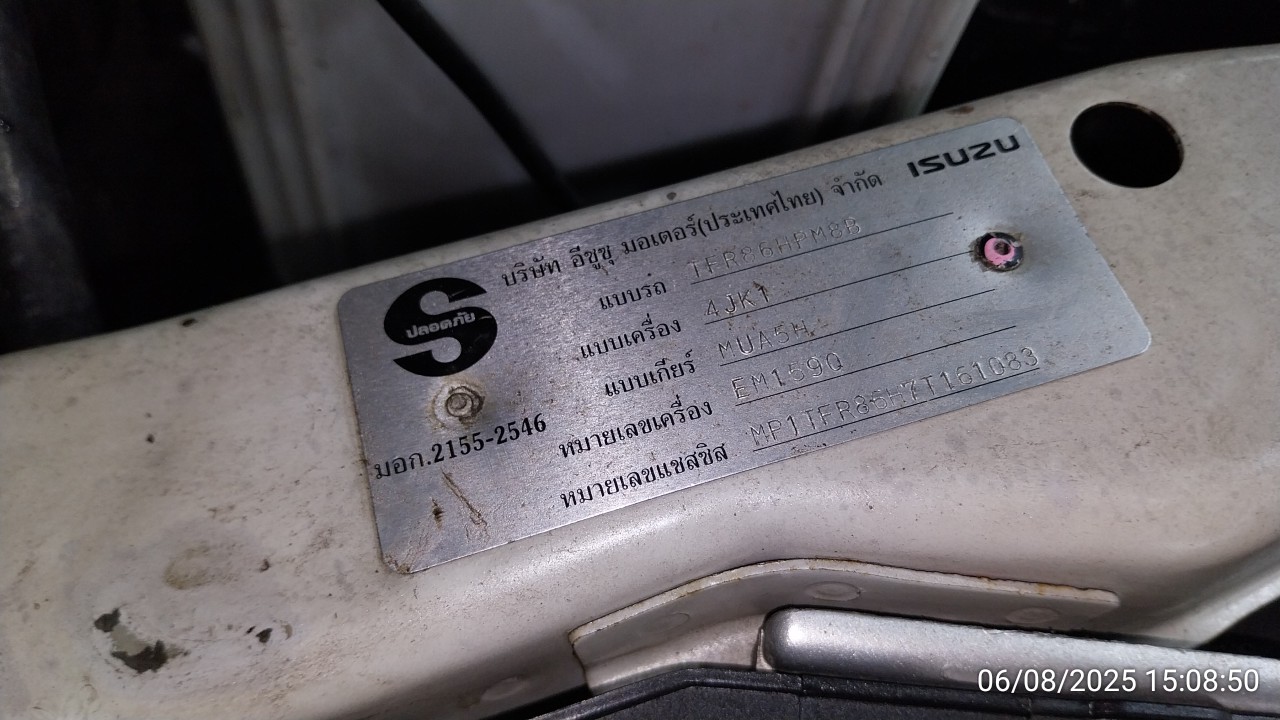 ISUZU
บริษัท อีซูซุ มอเตอร์(ประเทศไทย) จำกัด
ปลอดภัย
แบบรถ TFR86HPM8B
แบบเครื่อง 4JK1
แบบเกียร์ MUA5H
หมายเลขเครื่อง EM1590
หมายเลขแชสซิส MP1TFR86H7T161083
มอก.2155-2546
06/08/2025 15:08:50